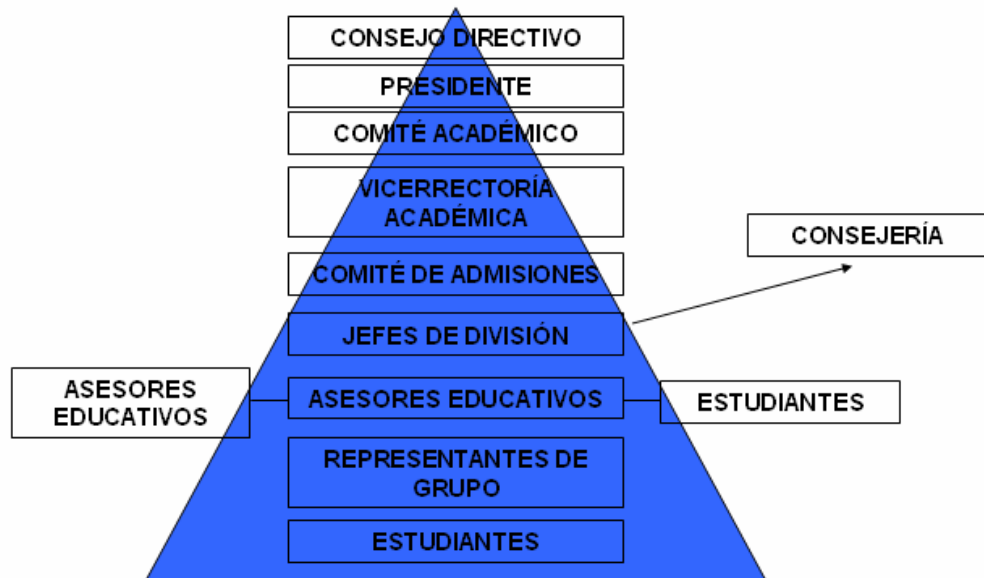 CONSEJO DIRECTIVO
PRESIDENTE
COMITÉ ACADÉMICO
VICERRECTORÍA
ACADÉMICA
CONSEJERÍA
COMITÉ DE ADMISIONES
JEFES DE DIVISIÓN
ASESORES
EDUCATIVOS
ASESORES EDUCATIVOS
ESTUDIANTES
REPRESENTANTES DE
GRUPO
ESTUDIANTES